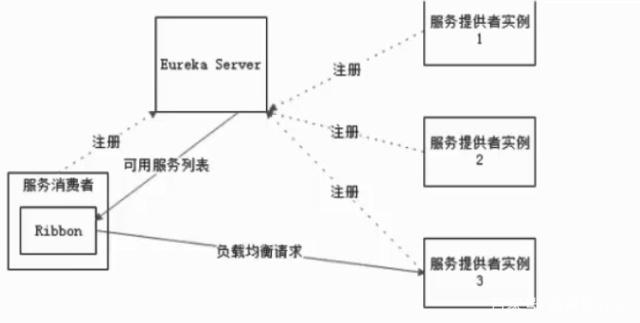 服务提供者实例
1
Eureka Server
注册
注册
注册
服务提供者实例
2
可用服务列表
服务消费者
注册
Ribbon
负载均衡请求
服务提供者实例
3